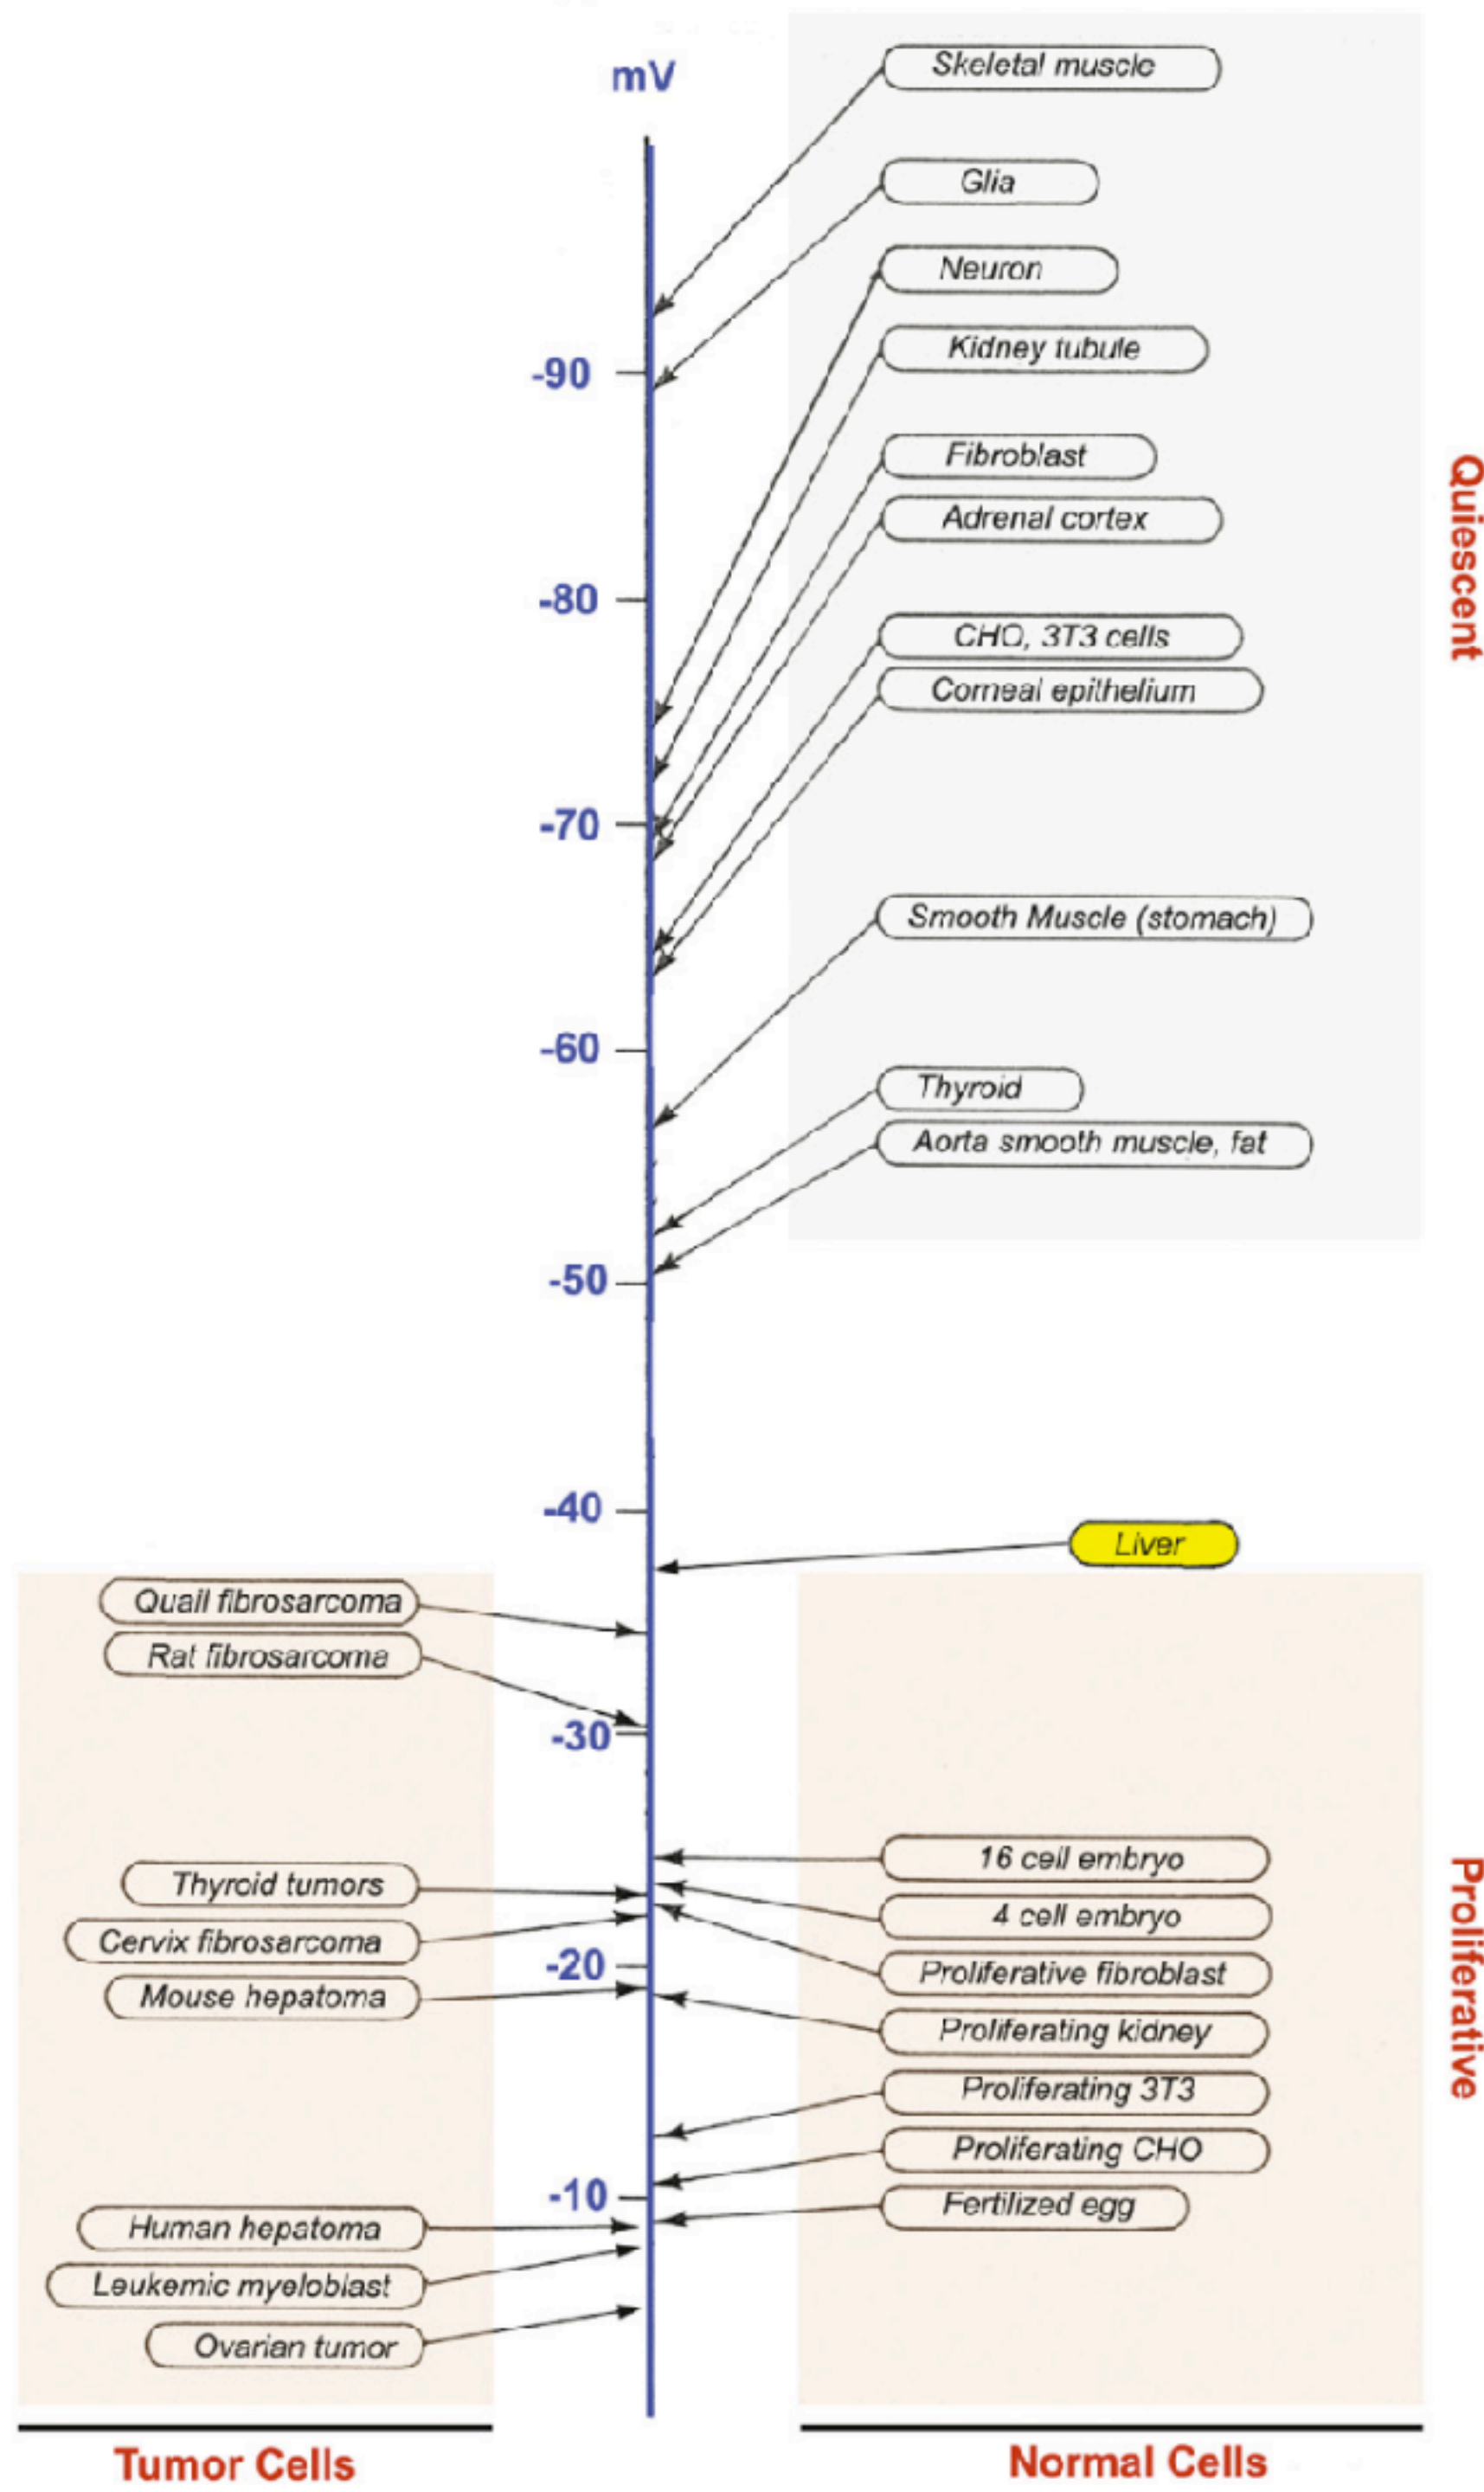 mV
Skeletal muscle
Glia
Neuron
Kidney tubule
-90
Fibroblast
Adrenal cortex
Quiescent
-80
CHO, 3T3 cells
Corneal epithelium
-70
Smooth Muscle (stomach)
-60
Thyroid
Aorta smooth muscle, fat
-50
-40
Liver
Quail fibrosarcoma
Rat fibrosarcoma
-30
16 cell embryo
Thyroid tumors
4 cell embryo
Cervix fibrosarcoma
-20
Proliferative fibroblast
Mouse hepatoma
Proliferating kidney
Proliferative
Proliferating 3T3
Proliferating CHO
-10
Fertilized egg
Human hepatoma
Leukemic myeloblast
Ovarian tumor
Tumor Cells
Normal Cells